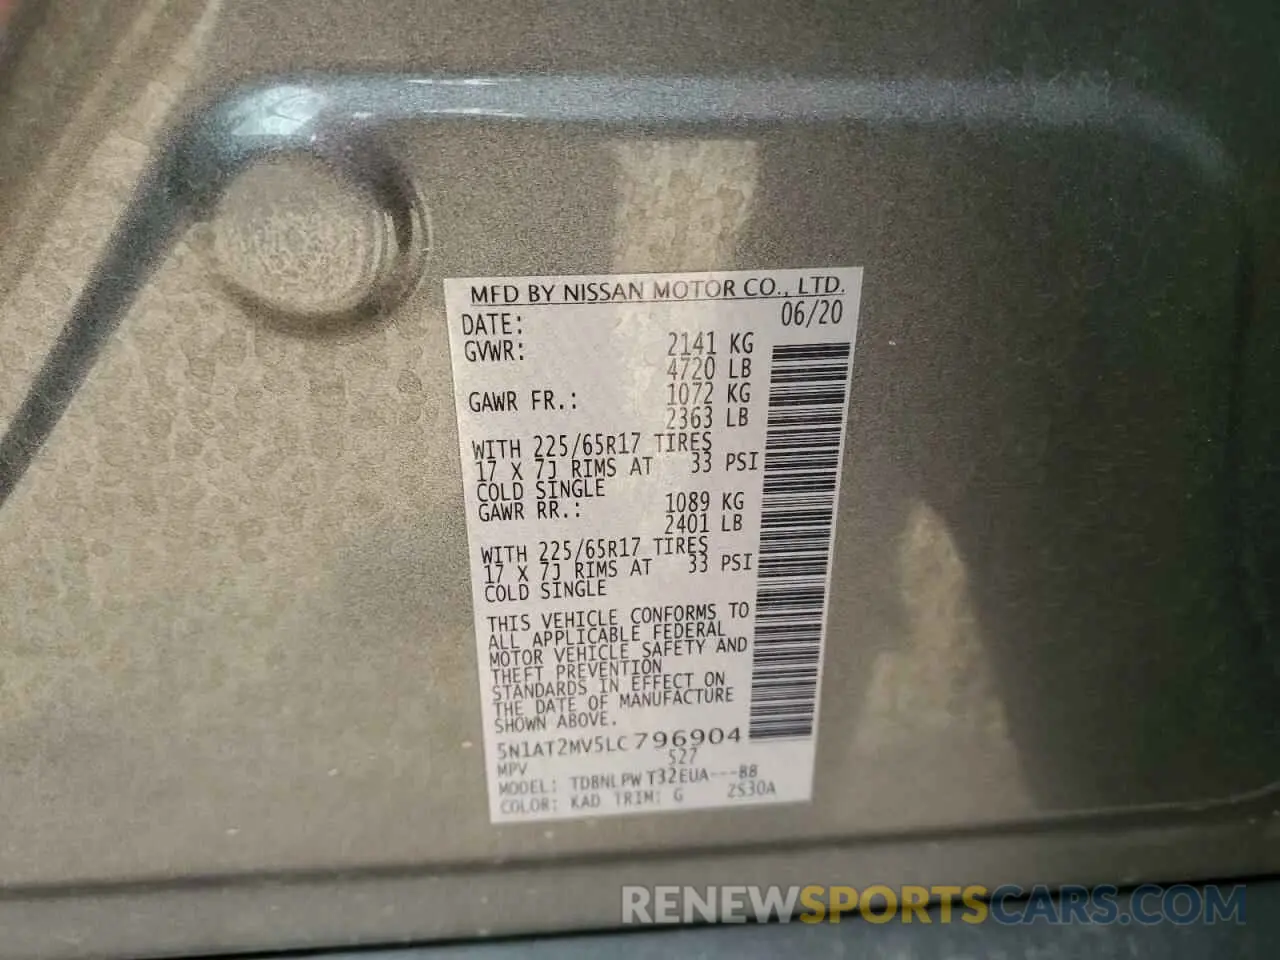 MFD BY NISSAN MOTOR CO., LTD.
DATE: 06/20
GVWR: 2141 KG
4720 LB
GAWR FR.: 1072 KG
2363 LB
WITH 225/65R17 TIRES
17 X 7J RIMS AT 33 PSI
COLD SINGLE
GAWR RR.: 1089 KG
2401 LB
WITH 225/65R17 TIRES
17 X 7J RIMS AT 33 PSI
COLD SINGLE
THIS VEHICLE CONFORMS TO
ALL APPLICABLE FEDERAL
MOTOR VEHICLE SAFETY AND
THEFT PREVENTION
STANDARDS IN EFFECT ON
THE DATE OF MANUFACTURE
SHOWN ABOVE.
5N1AT2MV5LC796904
MPV 527
MODEL: TDBNLPW T32EUA---BB
COLOR: KAD TRIM: G 2S30A
RENEWSPORTSCARS.COM